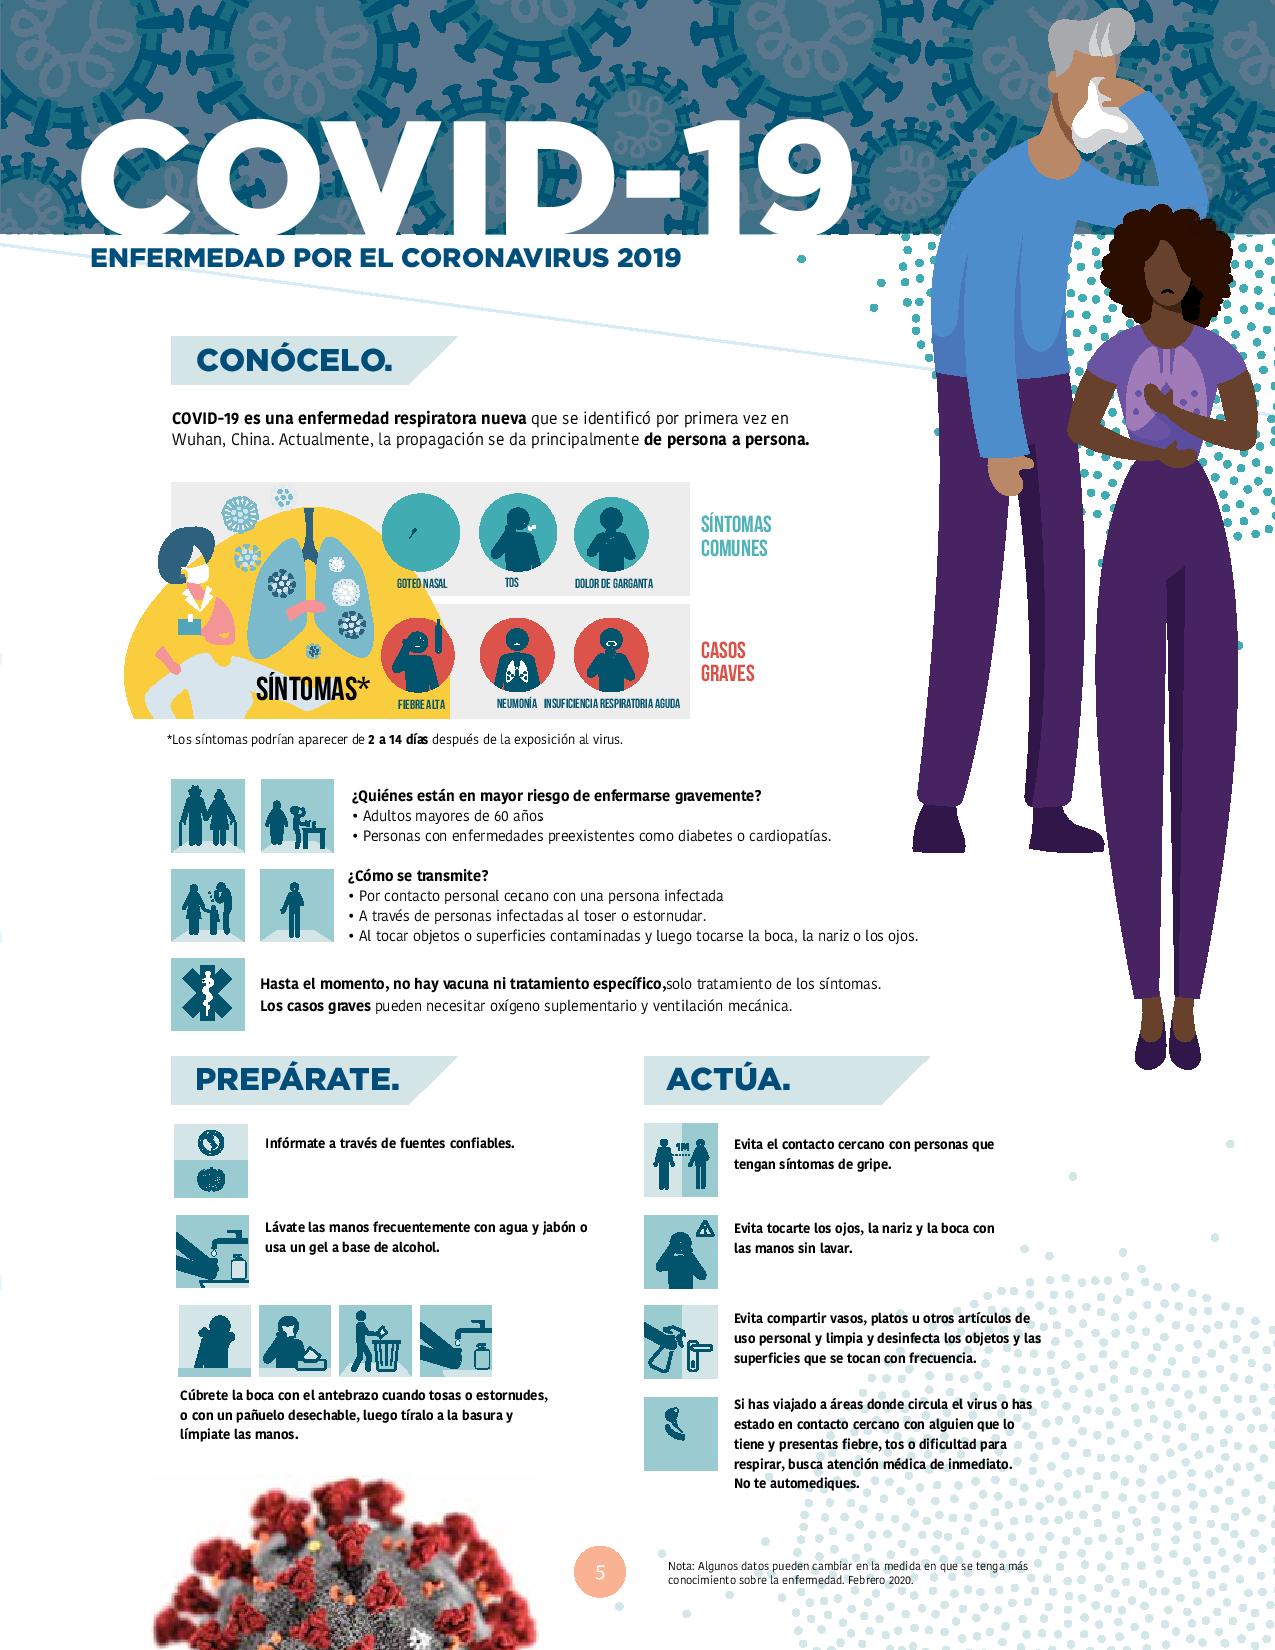 COVID-19
ENFERMEDAD POR EL CORONAVIRUS 2019
CONÓCELO.
COVID-19 es una enfermedad respiratora nueva que se identificó por primera vez en
Wuhan, China. Actualmente, la propagación se da principalmente de persona a persona.
GOTEO NASAL
TOS
DOLOR DE GARGANTA
SÍNTOMAS
COMUNES
SÍNTOMAS*
FIEBRE ALTA
NEUMONÍA
INSUFICIENCIA RESPIRATORIA AGUDA
CASOS
GRAVES
*Los síntomas podrían aparecer de 2 a 14 días después de la exposición al virus.
¿Quiénes están en mayor riesgo de enfermarse gravemente?
• Adultos mayores de 60 años
• Personas con enfermedades preexistentes como diabetes o cardiopatías.
¿Cómo se transmite?
• Por contacto personal cercano con una persona infectada
• A través de personas infectadas al toser o estornudar.
• Al tocar objetos o superficies contaminadas y luego tocarse la boca, la nariz o los ojos.
Hasta el momento, no hay vacuna ni tratamiento específico,solo tratamiento de los síntomas.
Los casos graves pueden necesitar oxígeno suplementario y ventilación mecánica.
PREPÁRATE.
Infórmate a través de fuentes confiables.
Lávate las manos frecuentemente con agua y jabón o
usa un gel a base de alcohol.
Cúbrete la boca con el antebrazo cuando tosas o estornudes,
o con un pañuelo desechable, luego tíralo a la basura y
límpiate las manos.
ACTÚA.
1M
Evita el contacto cercano con personas que
tengan síntomas de gripe.
Evita tocarte los ojos, la nariz y la boca con
las manos sin lavar.
Evita compartir vasos, platos u otros artículos de
uso personal y limpia y desinfecta los objetos y las
superficies que se tocan con frecuencia.
Si has viajado a áreas donde circula el virus o has
estado en contacto cercano con alguien que lo
tiene y presentas fiebre, tos o dificultad para
respirar, busca atención médica de inmediato.
No te automediques.
5
Nota: Algunos datos pueden cambiar en la medida en que se tenga más
conocimiento sobre la enfermedad. Febrero 2020.